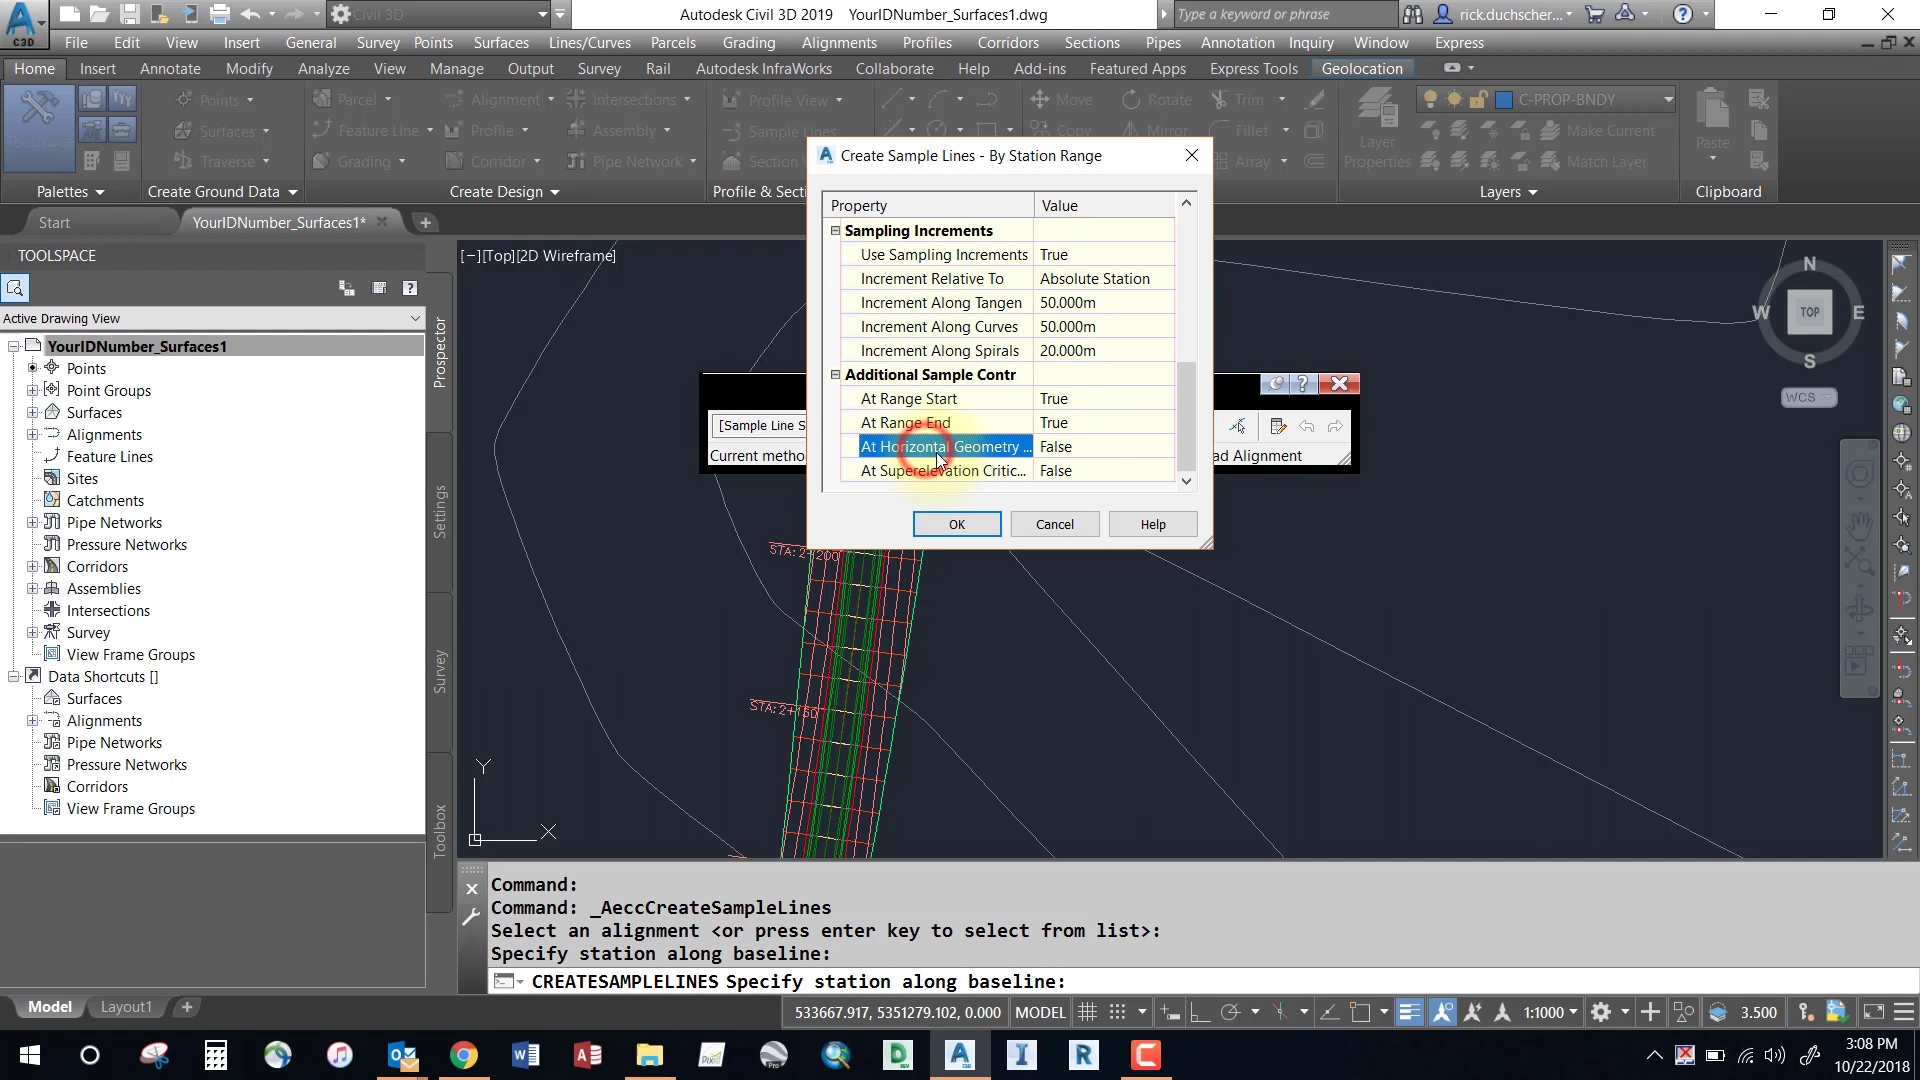 Civil 3D
Autodesk Civil 3D 2019 YourIDNumber_Surfaces1.dwg
Type a keyword or phrase
rick.duchscher...
C3D
File Edit View Insert General Survey Points Surfaces Lines/Curves Parcels Grading Alignments Profiles Corridors Sections Pipes Annotation Inquiry Window Express
Home Insert Annotate Modify Analyze View Manage Output Survey Rail Autodesk InfraWorks Collaborate Help Add-ins Featured Apps Express Tools Geolocation
Points Parcel Alignment Intersections Profile View Move Rotate Trim C-PROP-BNDY
Surfaces Feature Line Profile Assembly Sample Lines Copy Mirror Fillet Make Current
Traverse Grading Corridor Pipe Network Section Array Layer Properties Match Layer Paste
Palettes Create Ground Data Create Design Profile & Sec Layers Clipboard
Start YourIDNumber_Surfaces1*
TOOLSPACE
Active Drawing View
YourIDNumber_Surfaces1
Points
Point Groups
Surfaces
Alignments
Feature Lines
Sites
Catchments
Pipe Networks
Pressure Networks
Corridors
Assemblies
Intersections
Survey
View Frame Groups
Data Shortcuts []
Surfaces
Alignments
Pipe Networks
Pressure Networks
Corridors
View Frame Groups
Prospector
Settings
Survey
Toolbox
[−][Top][2D Wireframe]
Create Sample Lines - By Station Range
Property Value
Sampling Increments
Use Sampling Increments True
Increment Relative To Absolute Station
Increment Along Tangen 50.000m
Increment Along Curves 50.000m
Increment Along Spirals 20.000m
Additional Sample Contr
At Range Start True
At Range End True
At Horizontal Geometry ... False
At Superelevation Critic... False
OK Cancel Help
[Sample Line S
Current metho
ad Alignment
N
W TOP E
S
WCS
STA:2+200
STA:2+150
Y
X
Command:
Command: _AeccCreateSampleLines
Select an alignment <or press enter key to select from list>:
Specify station along baseline:
CREATESAMPLELINES Specify station along baseline:
Model Layout1
533667.917, 5351279.102, 0.000 MODEL 1:1000 3.500
3:08 PM
10/22/2018